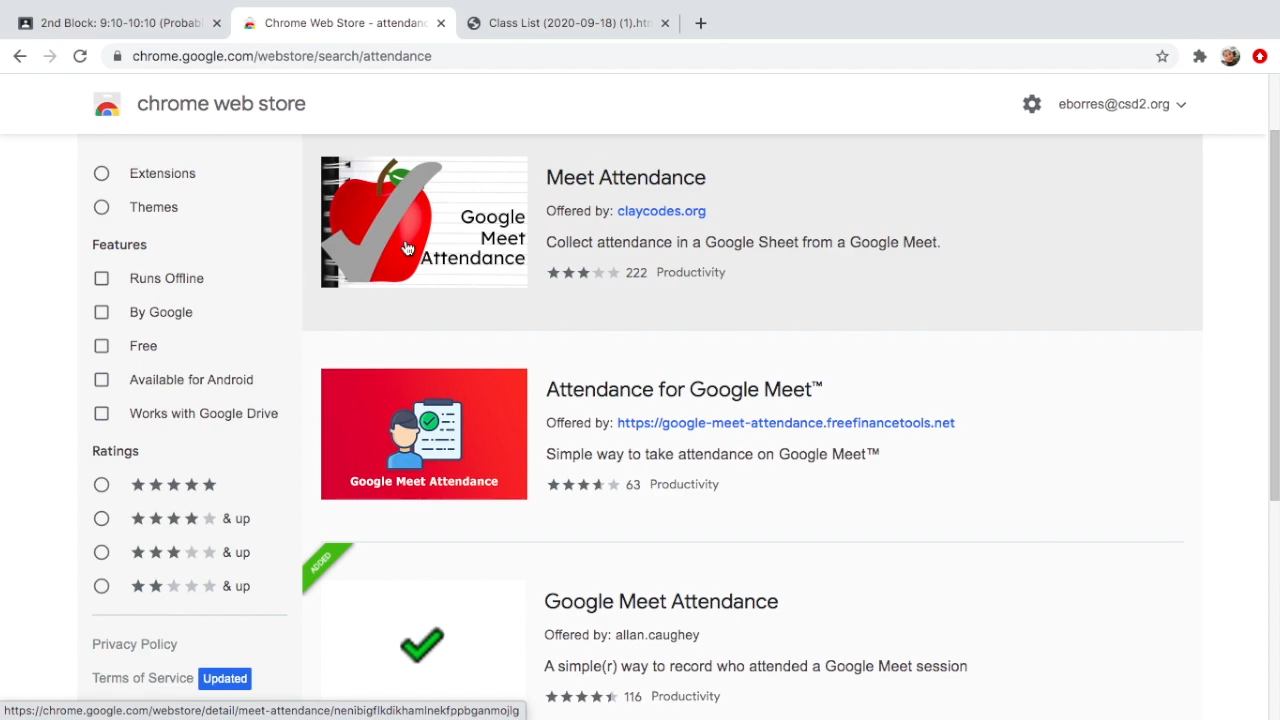 2nd Block: 9:10-10:10 (Probabl
Chrome Web Store - attendanc
Class List (2020-09-18) (1).htm
chrome.google.com/webstore/search/attendance
chrome web store
eborres@csd2.org
Extensions
Themes
Features
Runs Offline
By Google
Free
Available for Android
Works with Google Drive
Ratings
& up
& up
& up
Privacy Policy
Terms of Service Updated
Google
Meet
Attendance
Meet Attendance
Offered by: claycodes.org
Collect attendance in a Google Sheet from a Google Meet.
222 Productivity
Google Meet Attendance
Attendance for Google Meet™
Offered by: https://google-meet-attendance.freefinancetools.net
Simple way to take attendance on Google Meet™
63 Productivity
ADDED
Google Meet Attendance
Offered by: allan.caughey
A simple(r) way to record who attended a Google Meet session
116 Productivity
https://chrome.google.com/webstore/detail/meet-attendance/nenibigflkdikhamlnekfppbganmojlg